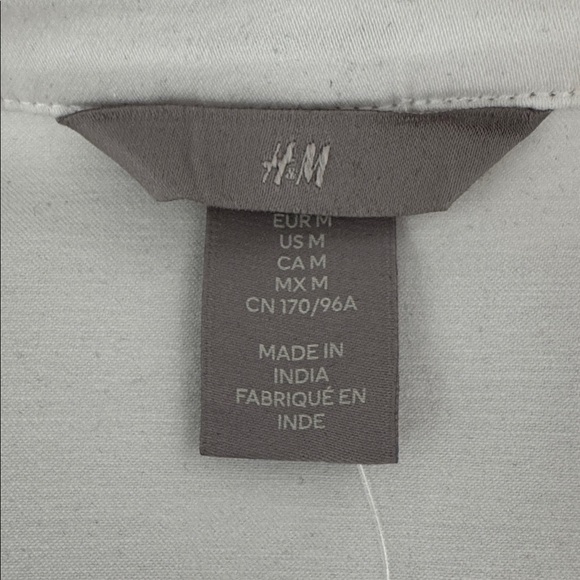 H&M
EUR M
US M
CA M
MX M
CN 170/96A
MADE IN
INDIA
FABRIQUÉ EN
INDE